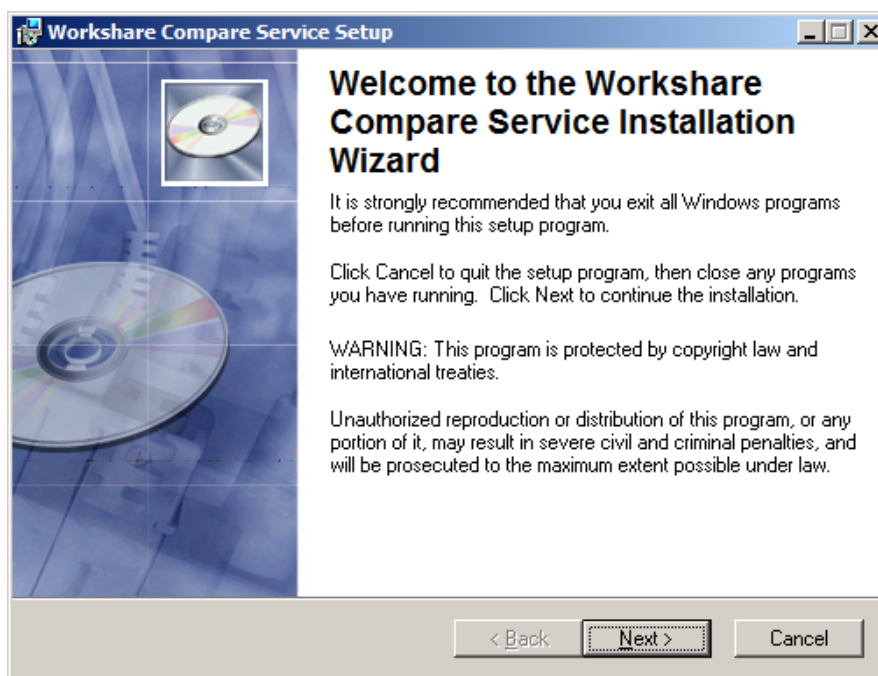 Workshare Compare Service Setup
Welcome to the Workshare
Compare Service Installation
Wizard
It is strongly recommended that you exit all Windows programs
before running this setup program.
Click Cancel to quit the setup program, then close any programs
you have running.  Click Next to continue the installation.
WARNING: This program is protected by copyright law and
international treaties.
Unauthorized reproduction or distribution of this program, or any
portion of it, may result in severe civil and criminal penalties, and
will be prosecuted to the maximum extent possible under law.
< Back Next > Cancel